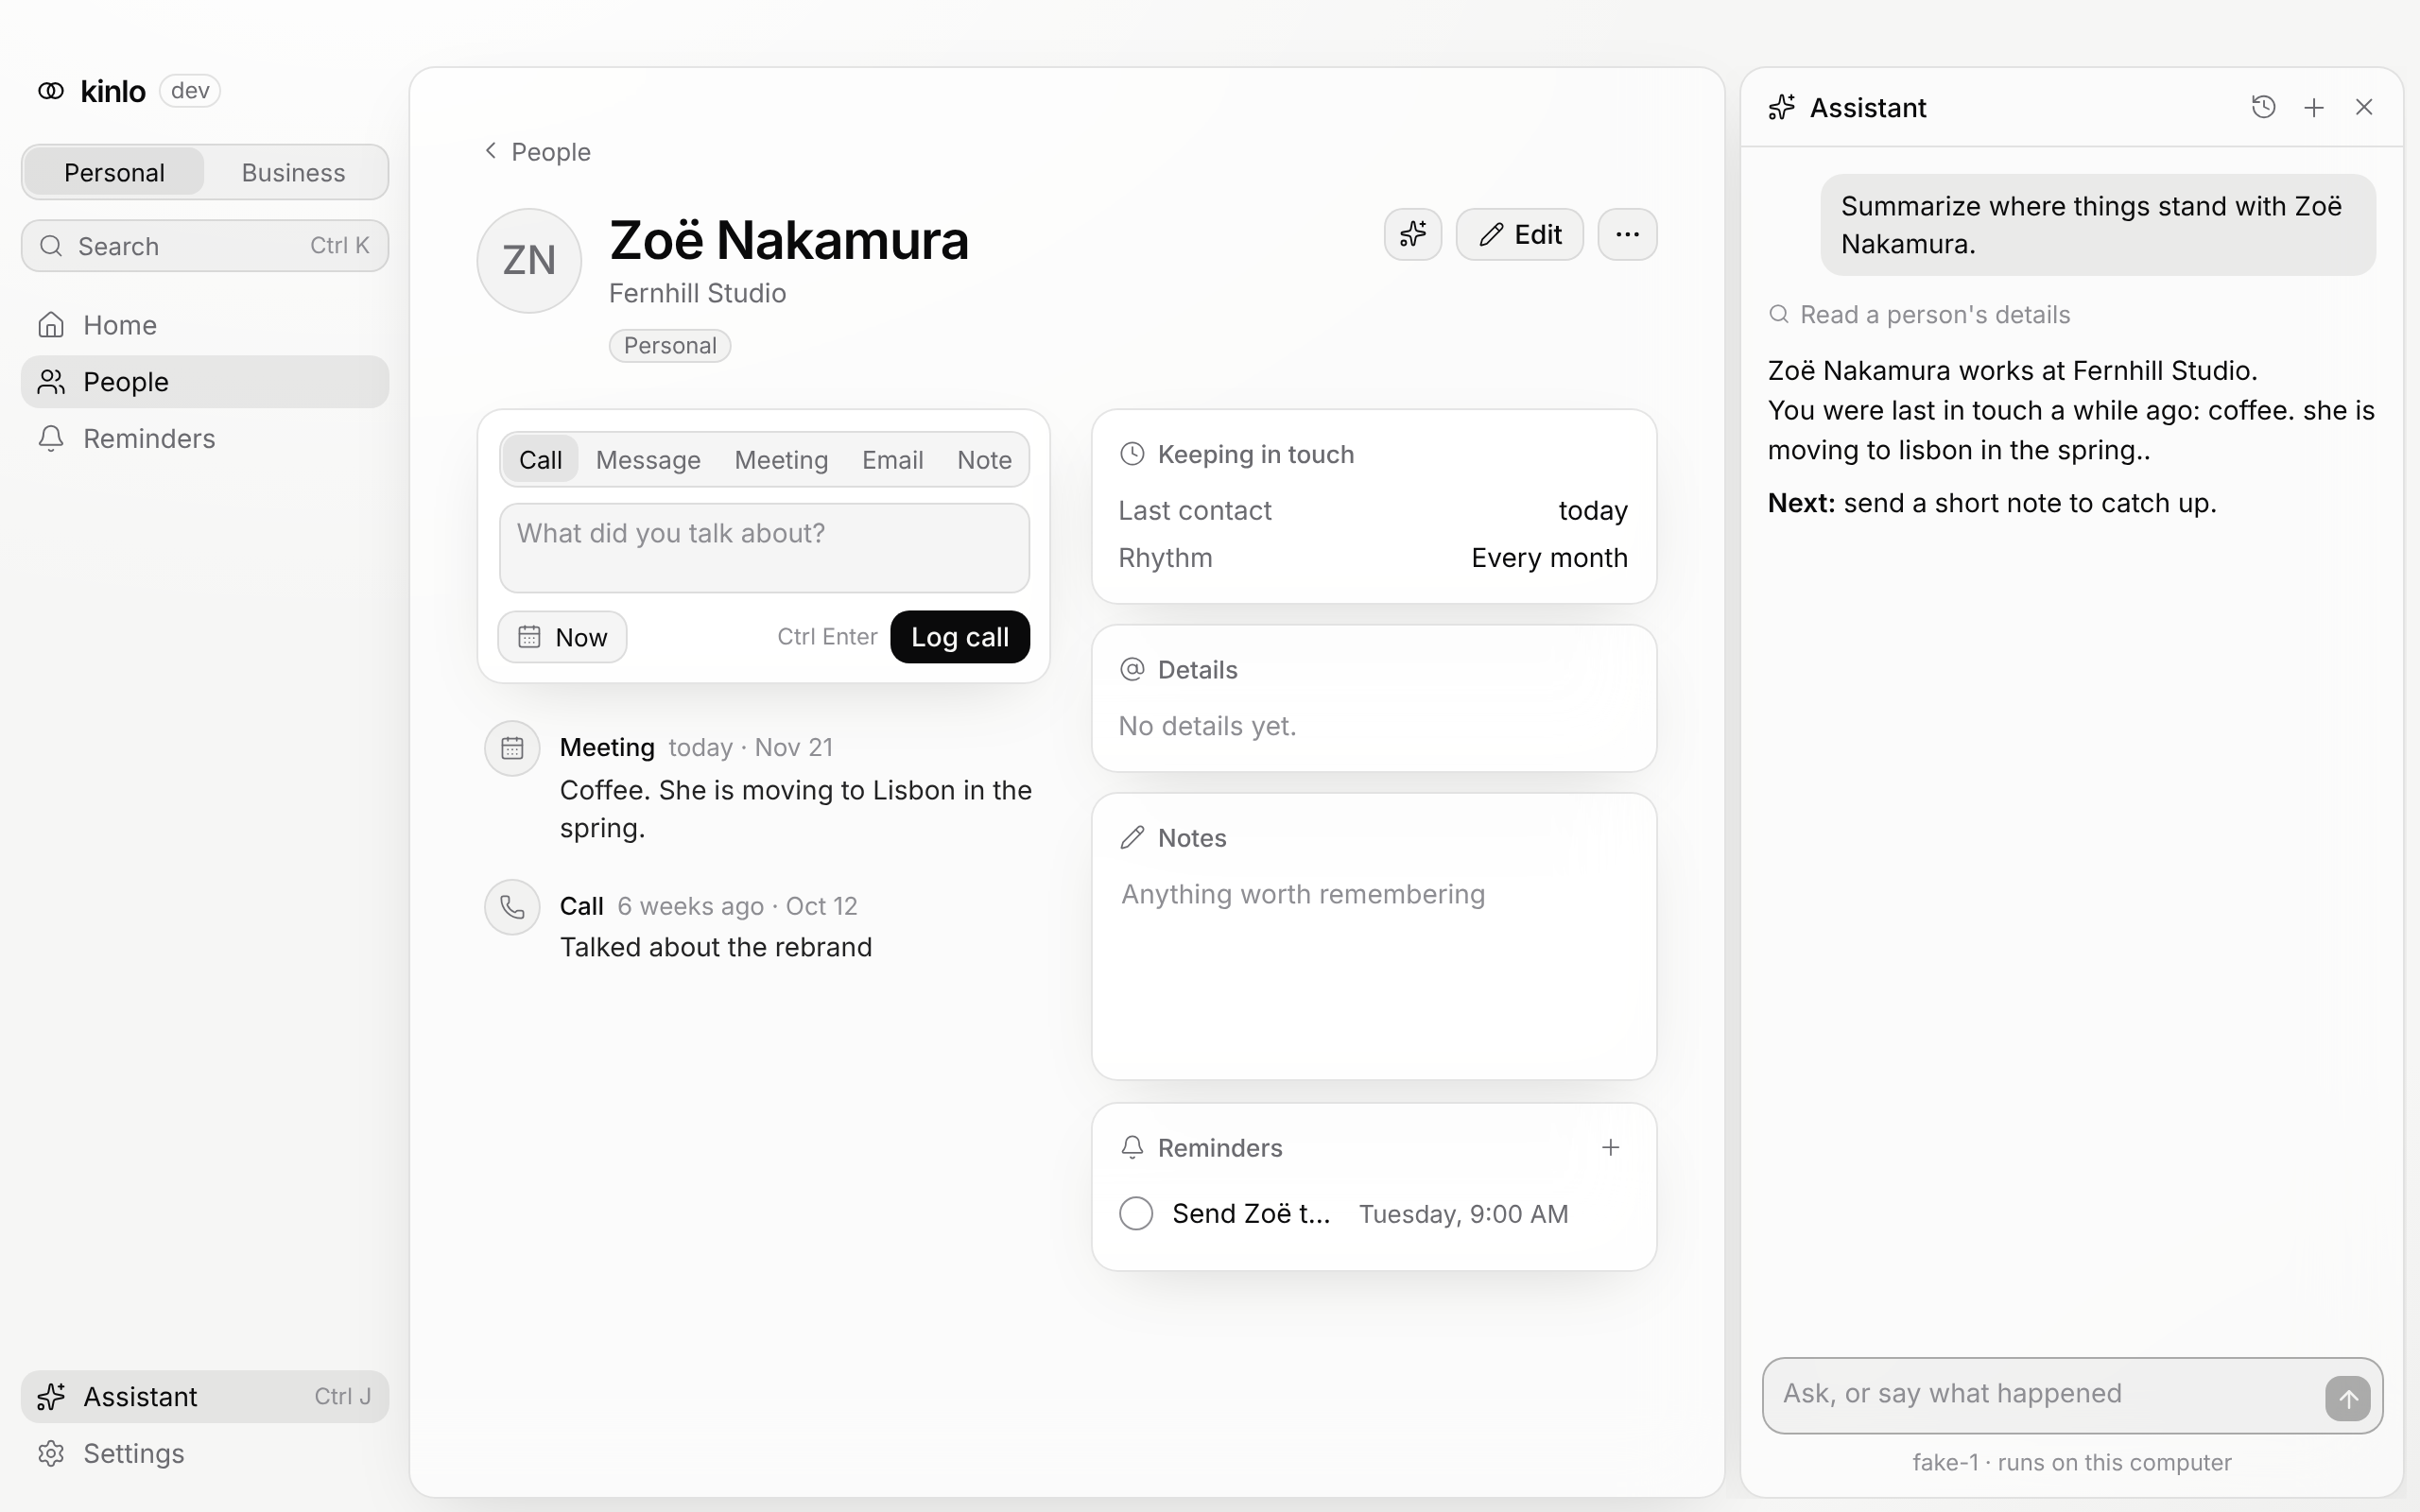 kinlo dev
Personal Business
Search Ctrl K
Home
People
Reminders
Assistant Ctrl J
Settings
People
ZN
Zoë Nakamura
Fernhill Studio
Personal
Edit
Call Message Meeting Email Note
What did you talk about?
Now Ctrl Enter Log call
Meeting today · Nov 21
Coffee. She is moving to Lisbon in the
spring.
Call 6 weeks ago · Oct 12
Talked about the rebrand
Keeping in touch
Last contact today
Rhythm Every month
Details
No details yet.
Notes
Anything worth remembering
Reminders
Send Zoë t... Tuesday, 9:00 AM
Assistant
Summarize where things stand with Zoë
Nakamura.
Read a person's details
Zoë Nakamura works at Fernhill Studio.
You were last in touch a while ago: coffee. she is
moving to lisbon in the spring..
Next: send a short note to catch up.
Ask, or say what happened
fake-1 · runs on this computer